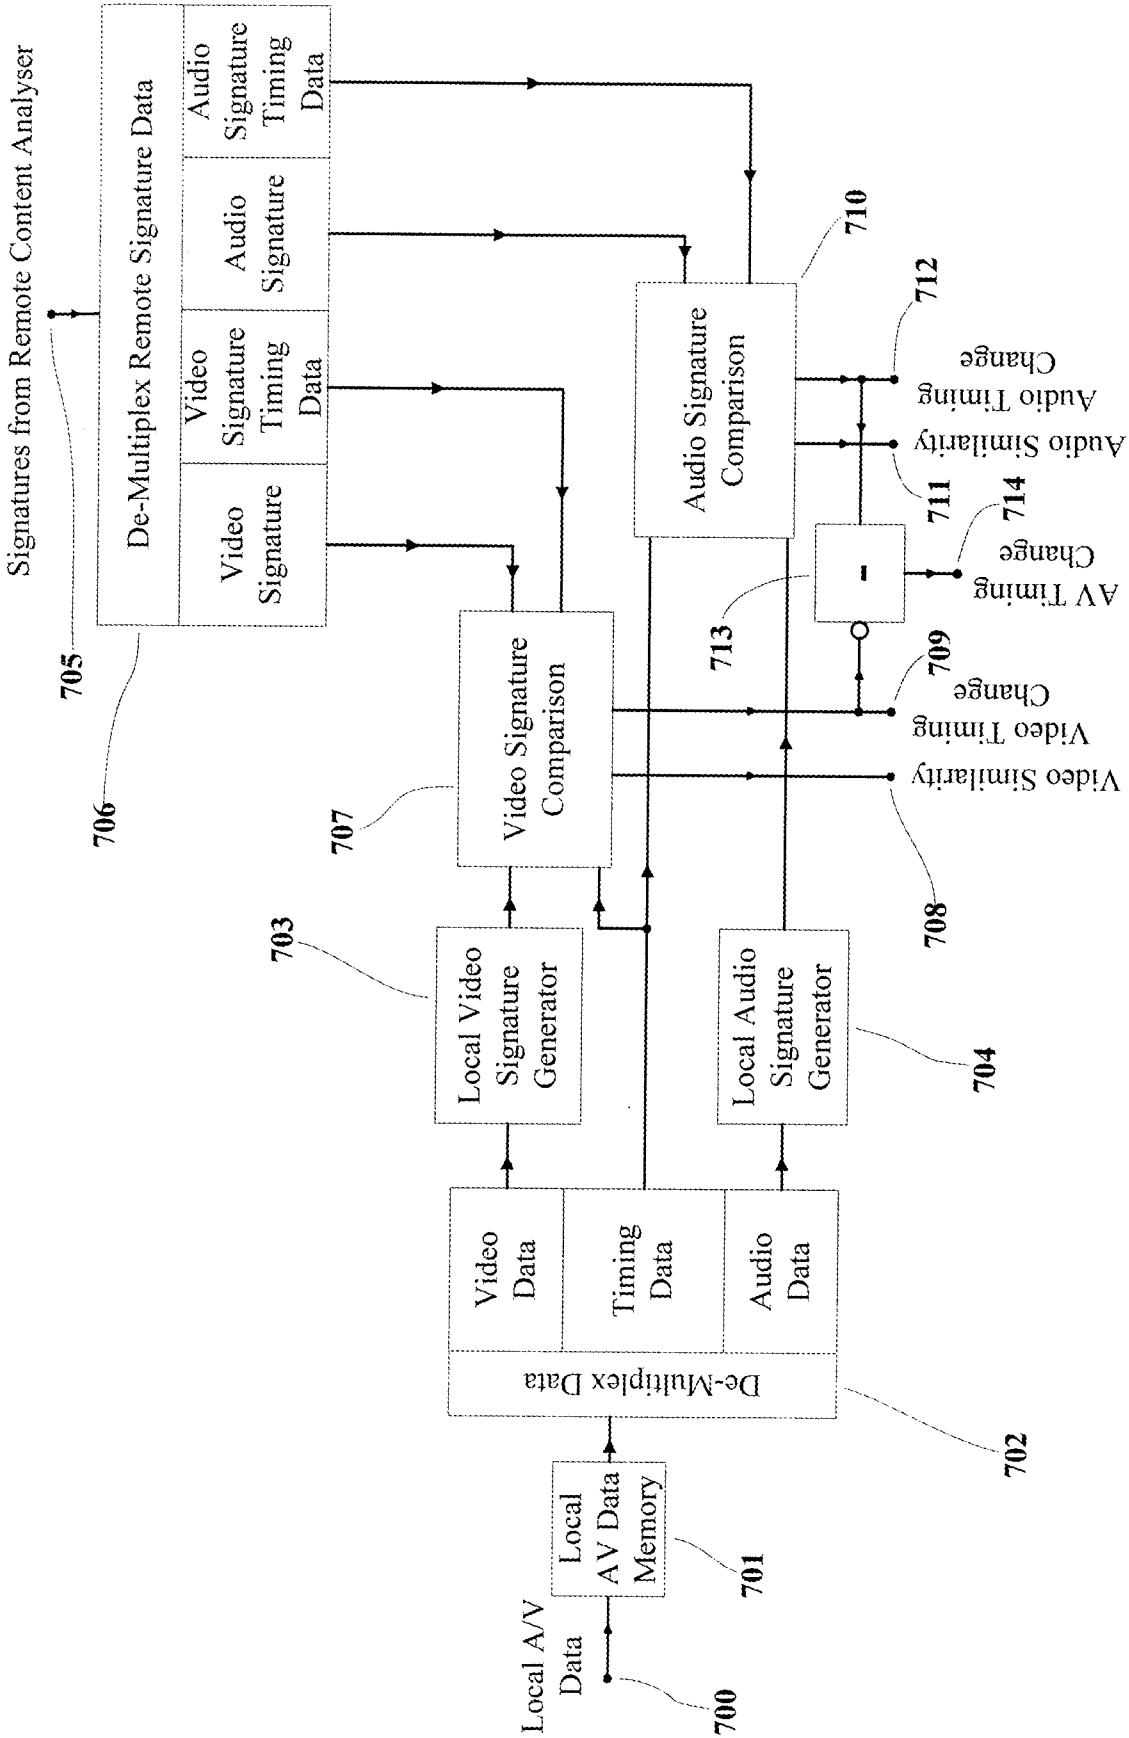 Signatures from Remote Content Analyser
705
706
De-Multiplex Remote Signature Data
Video
Signature
Video
Signature
Timing
Data
Audio
Signature
Audio
Signature
Timing
Data
707
Video Signature
Comparison
703
Local Video
Signature
Generator
710
Audio Signature
Comparison
704
Local Audio
Signature
Generator
Local A/V
Data
700
Local
AV Data
Memory
701
De-Multiplex Data
702
Video
Data
Timing
Data
Audio
Data
713
-
708
709
714
711
712
Video Similarity
Video Timing
Change
AV Timing
Change
Audio Similarity
Audio Timing
Change